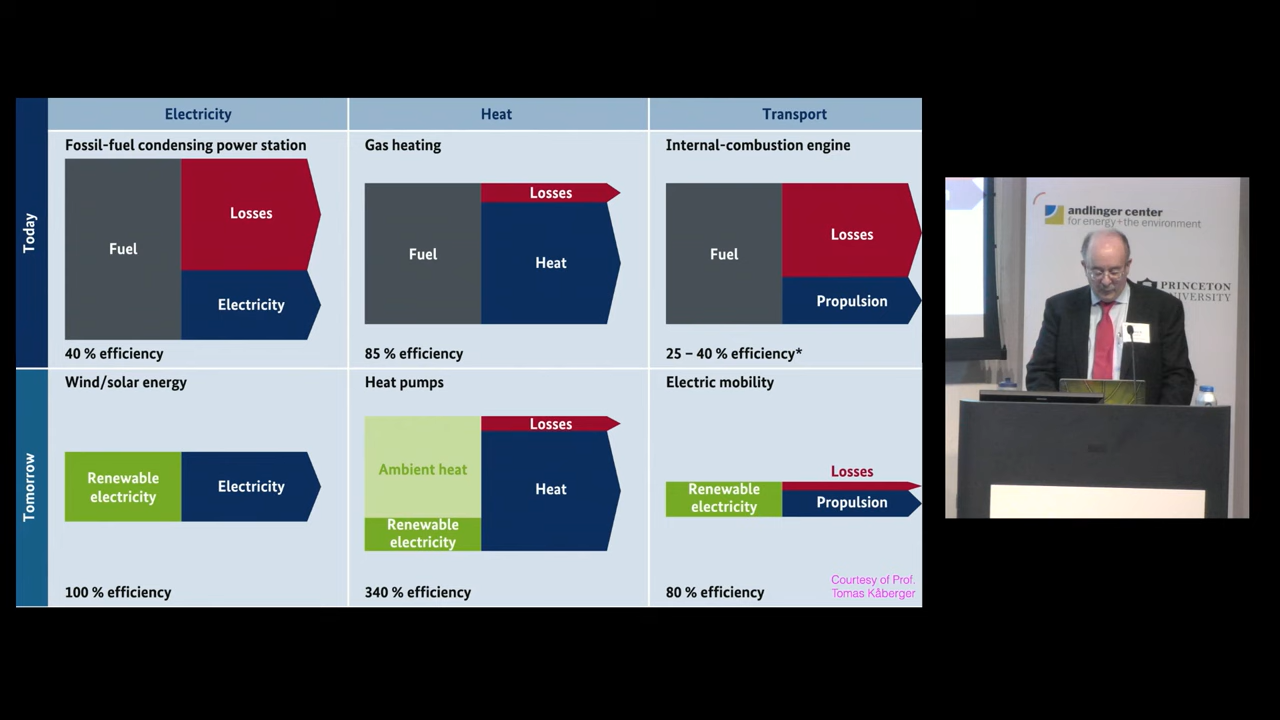 Electricity
Heat
Transport
Today
Fossil-fuel condensing power station
Fuel
Losses
Electricity
40 % efficiency
Gas heating
Fuel
Losses
Heat
85 % efficiency
Internal-combustion engine
Fuel
Losses
Propulsion
25 – 40 % efficiency*
Tomorrow
Wind/solar energy
Renewable
electricity
Electricity
100 % efficiency
Heat pumps
Ambient heat
Renewable
electricity
Losses
Heat
340 % efficiency
Electric mobility
Renewable
electricity
Losses
Propulsion
80 % efficiency
Courtesy of Prof.
Tomas Kåberger
andlinger center
for energy + the environment
PRINCETON
UNIVERSITY